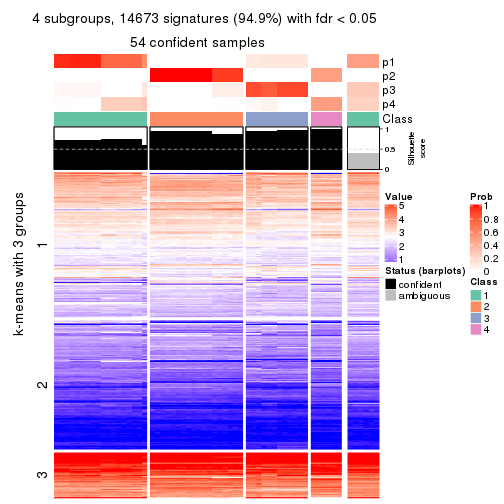 4 subgroups, 14673 signatures (94.9%) with fdr < 0.05
54 confident samples
p1
p2
p3
p4
Class
1
0.5
0
Silhouette
score
k-means with 3 groups
1
2
3
Value
5
4
3
2
1
Status (barplots)
confident
ambiguous
Prob
1
0.8
0.6
0.4
0.2
0
Class
1
2
3
4